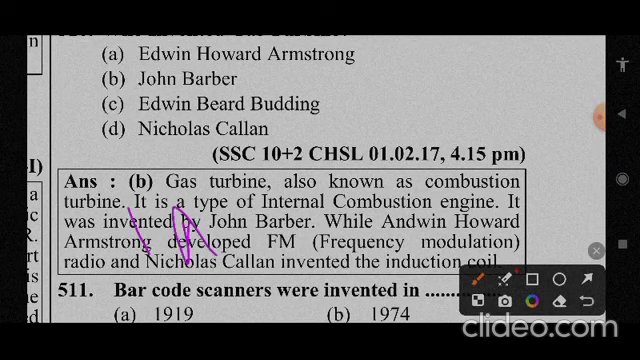 (a) Edwin Howard Armstrong
(b) John Barber
(c) Edwin Beard Budding
(d) Nicholas Callan
(SSC 10+2 CHSL 01.02.17, 4.15 pm)
Ans : (b) Gas turbine, also known as combustion
turbine. It is a type of Internal Combustion engine. It
was invented by John Barber. While Andwin Howard
Armstrong developed FM (Frequency modulation)
radio and Nicholas Callan invented the induction coil.
511. Bar code scanners were invented in ..............
(a) 1919 (b) 1974
clideo.com